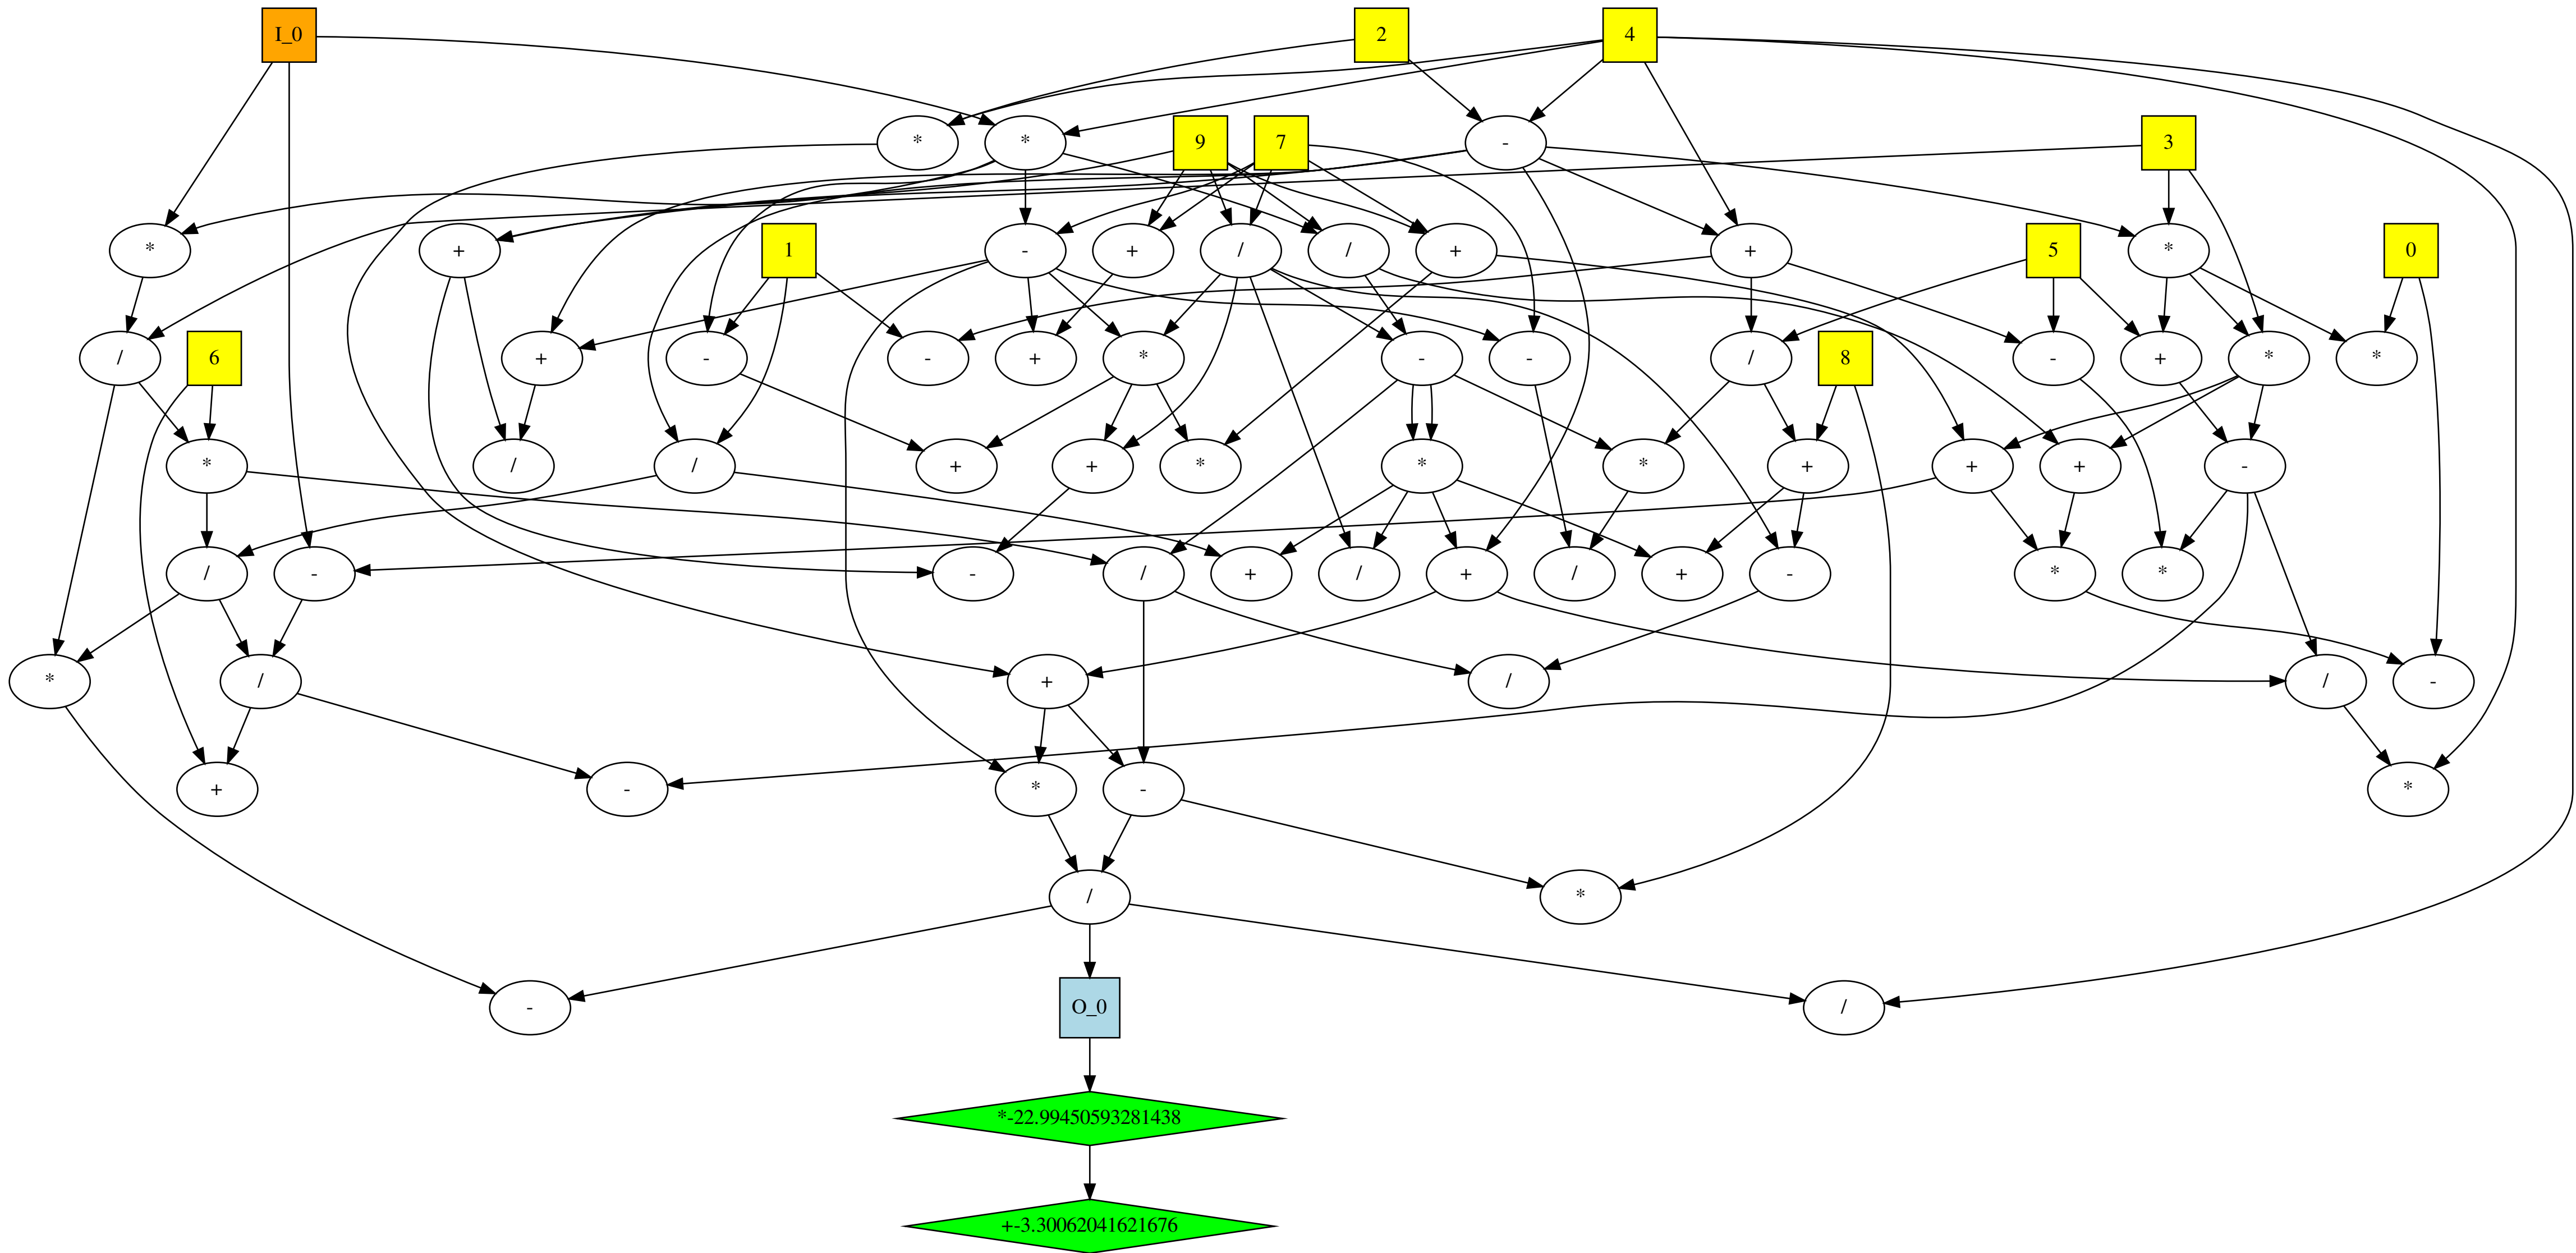 I_0 2 4
* * 9 7 - 3
* + 1 - + / / + + 5 * 0
/ 6 + - - + * - - / 8 - + * *
* / / + + * * * + + + -
/ - - / + / + / + - * *
* / + / / -
+ - * - *
/ *
- O_0 /
*-22.99450593281438
+-3.30062041621676